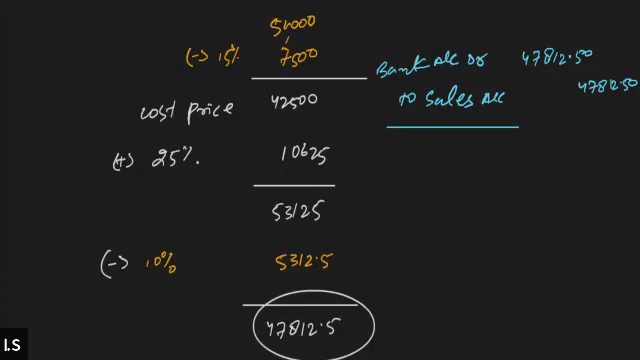 50000
(-) 15% 7500
Bank A/c Dr 47812.50
to Sales A/c 47812.50
cost price 42500
(+) 25%. 10625
53125
(-) 10% 5312.5
47812.5
I.S